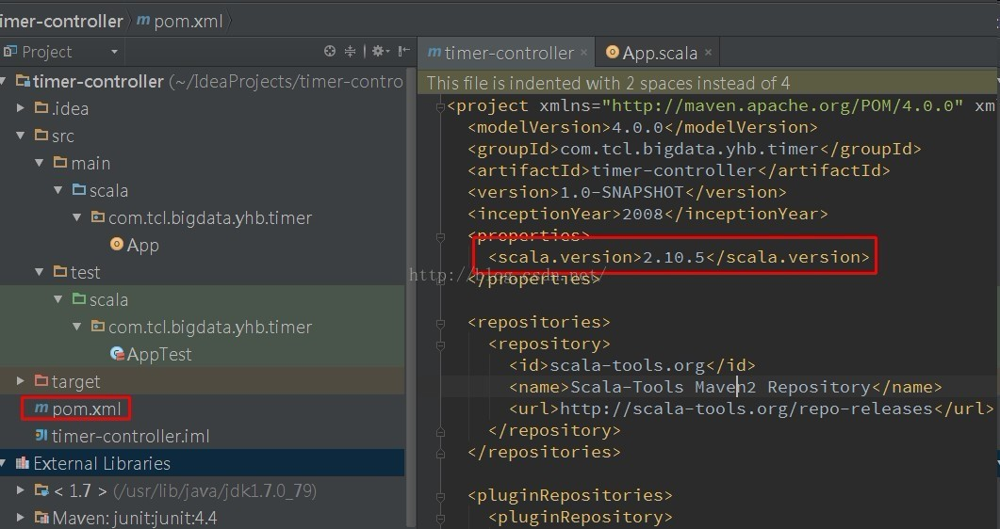 imer-controller m pom.xml
Project
timer-controller (~/IdeaProjects/timer-contro
.idea
src
main
scala
com.tcl.bigdata.yhb.timer
App
test
scala
com.tcl.bigdata.yhb.timer
AppTest
target
m pom.xml
timer-controller.iml
External Libraries
< 1.7 > (/usr/lib/java/jdk1.7.0_79)
Maven: junit:junit:4.4
m timer-controller × App.scala ×
This file is indented with 2 spaces instead of 4
<project xmlns="http://maven.apache.org/POM/4.0.0" xm
<modelVersion>4.0.0</modelVersion>
<groupId>com.tcl.bigdata.yhb.timer</groupId>
<artifactId>timer-controller</artifactId>
<version>1.0-SNAPSHOT</version>
<inceptionYear>2008</inceptionYear>
<properties>
<scala.version>2.10.5</scala.version>
http://blog.csdn.net/
</properties>
<repositories>
<repository>
<id>scala-tools.org</id>
<name>Scala-Tools Maven2 Repository</name>
<url>http://scala-tools.org/repo-releases</url>
</repository>
</repositories>
<pluginRepositories>
<pluginRepository>